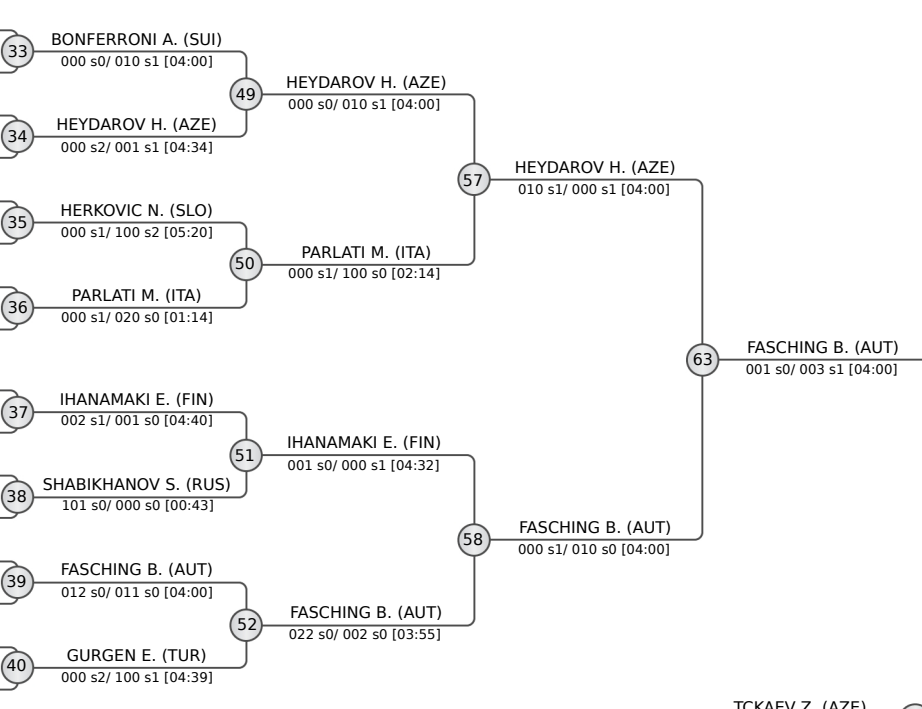 33
BONFERRONI A. (SUI)
000 s0/ 010 s1 [04:00]
49
HEYDAROV H. (AZE)
000 s0/ 010 s1 [04:00]
34
HEYDAROV H. (AZE)
000 s2/ 001 s1 [04:34]
57
HEYDAROV H. (AZE)
010 s1/ 000 s1 [04:00]
35
HERKOVIC N. (SLO)
000 s1/ 100 s2 [05:20]
50
PARLATI M. (ITA)
000 s1/ 100 s0 [02:14]
36
PARLATI M. (ITA)
000 s1/ 020 s0 [01:14]
63
FASCHING B. (AUT)
001 s0/ 003 s1 [04:00]
37
IHANAMAKI E. (FIN)
002 s1/ 001 s0 [04:40]
51
IHANAMAKI E. (FIN)
001 s0/ 000 s1 [04:32]
38
SHABIKHANOV S. (RUS)
101 s0/ 000 s0 [00:43]
58
FASCHING B. (AUT)
000 s1/ 010 s0 [04:00]
39
FASCHING B. (AUT)
012 s0/ 011 s0 [04:00]
52
FASCHING B. (AUT)
022 s0/ 002 s0 [03:55]
40
GURGEN E. (TUR)
000 s2/ 100 s1 [04:39]
TCKAEV Z. (AZE)